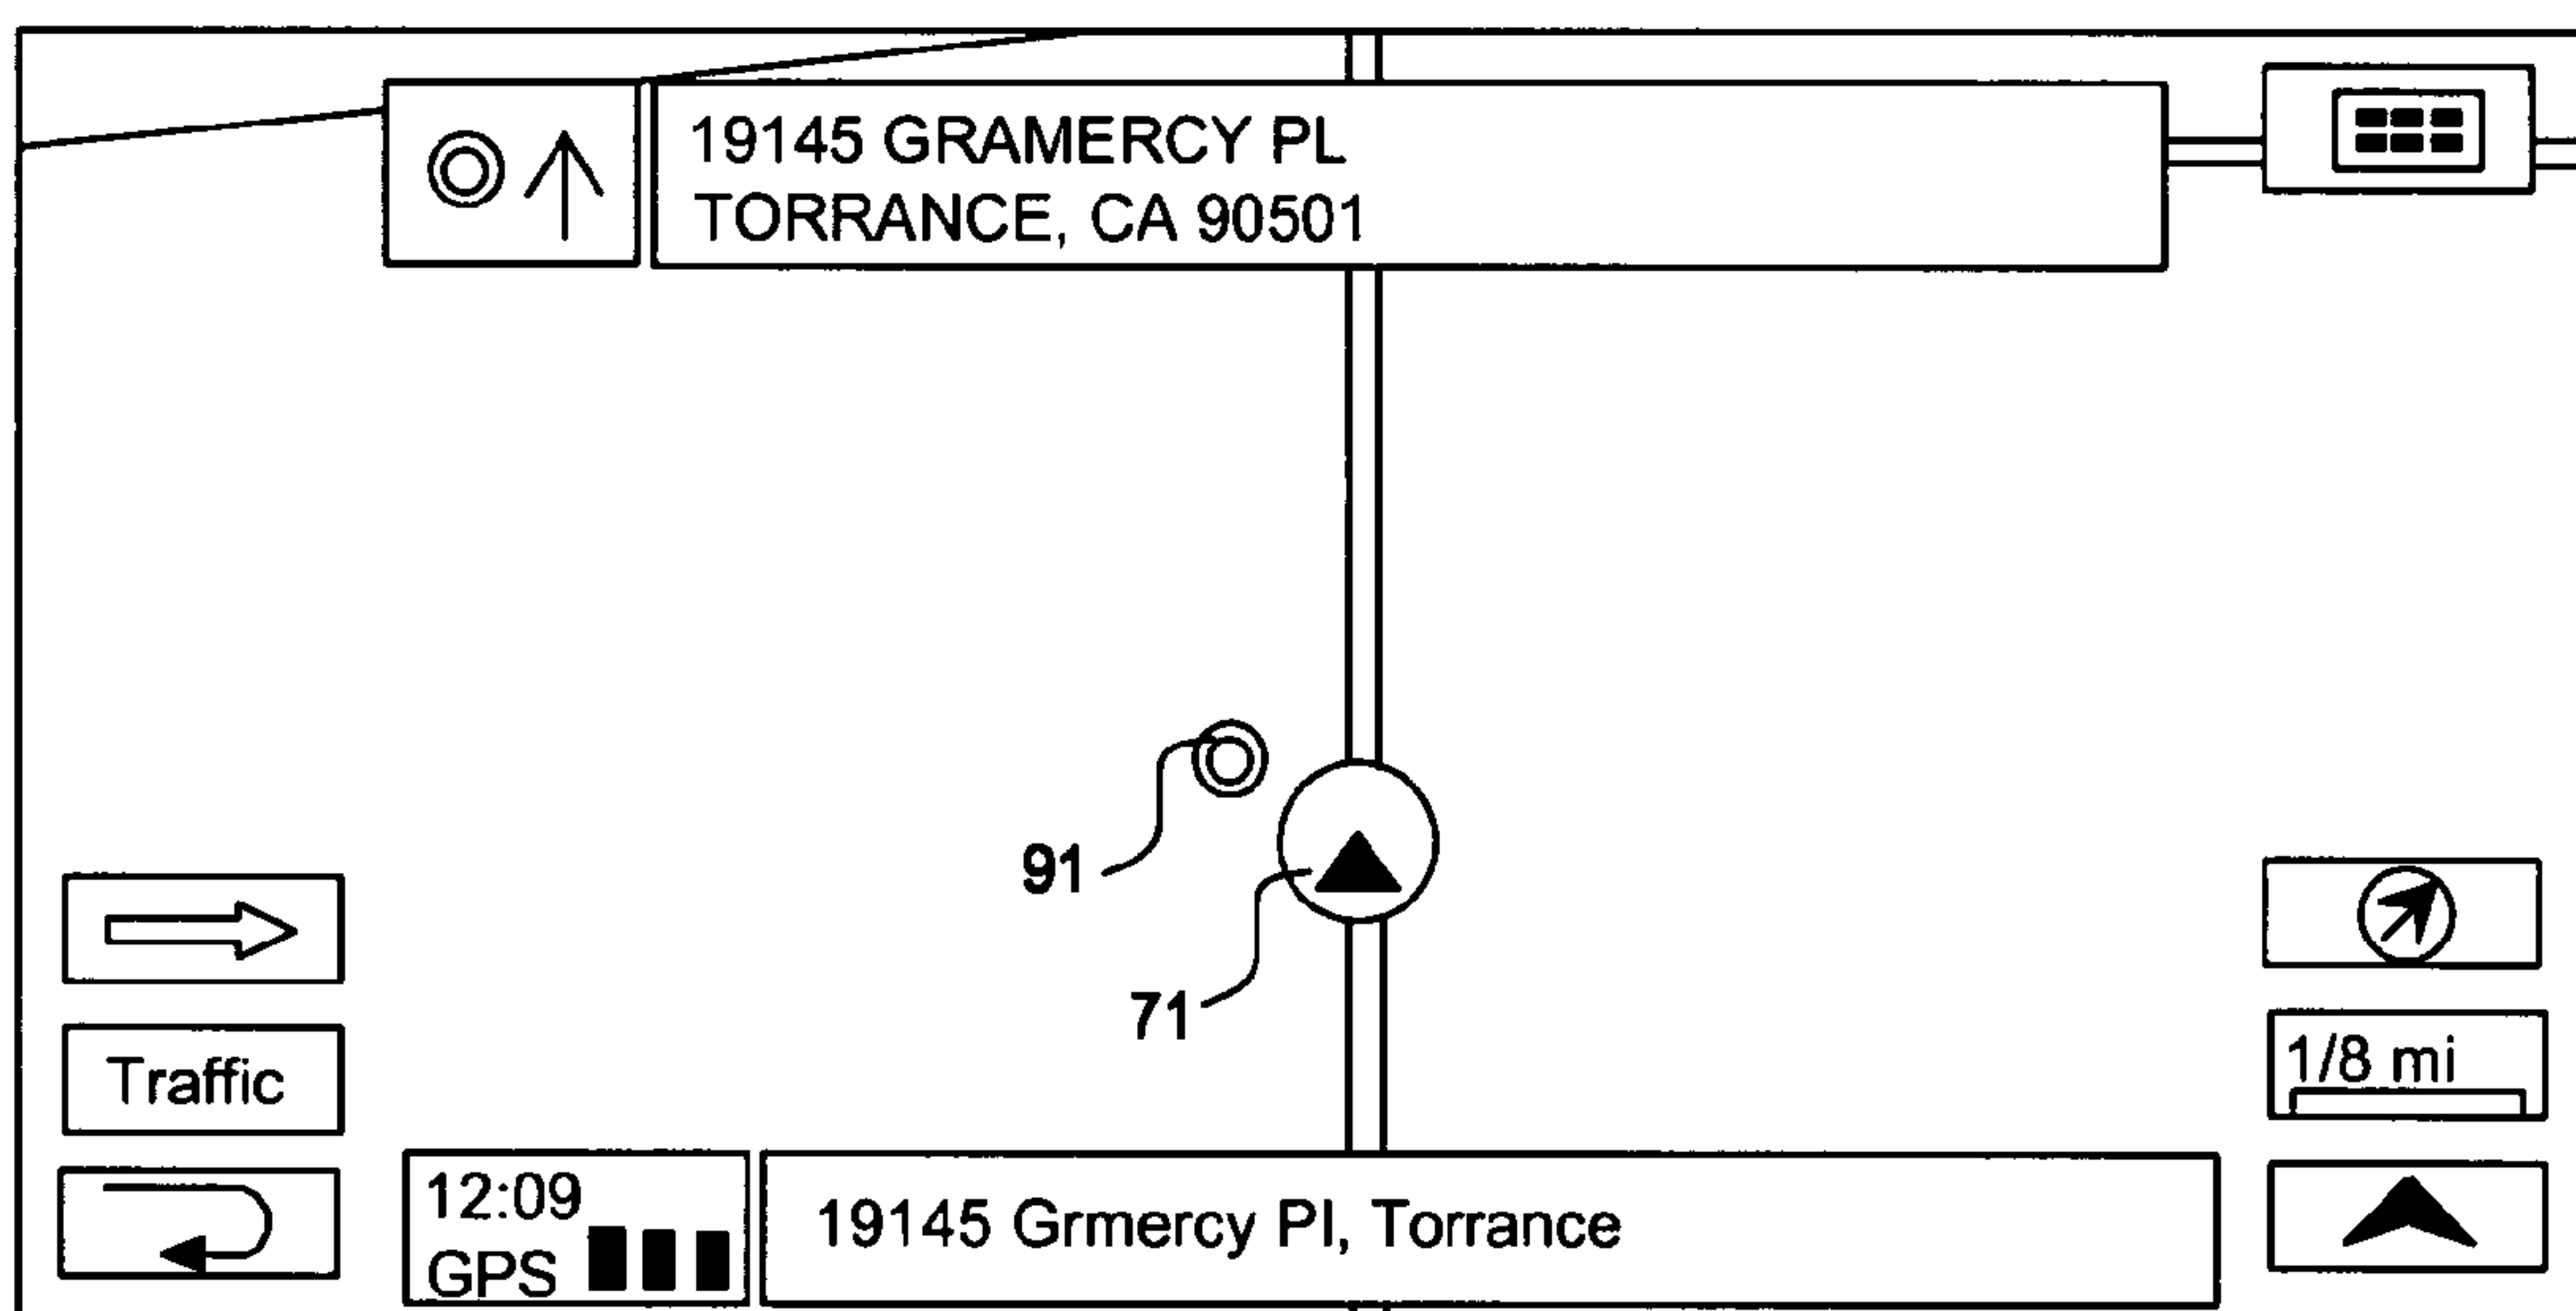 19145 GRAMERCY PL
TORRANCE, CA 90501
91
71
Traffic
1/8 mi
12:09
GPS
19145 Grmercy Pl, Torrance